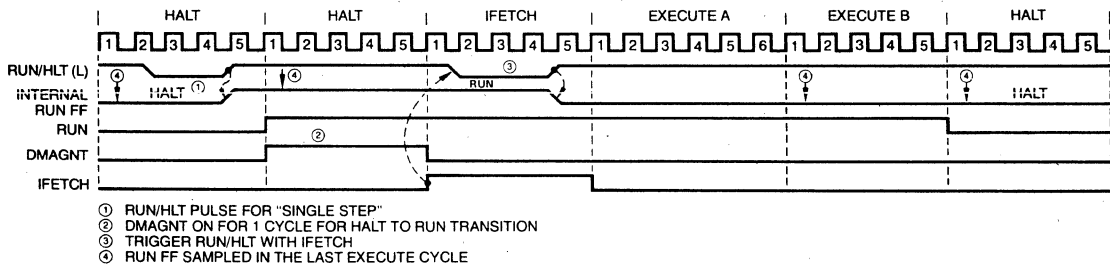 HALT HALT IFETCH EXECUTE A EXECUTE B HALT
1 2 3 4 5 1 2 3 4 5 1 2 3 4 5 1 2 3 4 5 6 1 2 3 4 5 1 2 3 4 5
RUN/HLT (L) ④ ① ④ ③ ④ ④
INTERNAL RUN FF HALT RUN HALT
RUN
②
DMAGNT
IFETCH
① RUN/HLT PULSE FOR "SINGLE STEP"
② DMAGNT ON FOR 1 CYCLE FOR HALT TO RUN TRANSITION
③ TRIGGER RUN/HLT WITH IFETCH
④ RUN FF SAMPLED IN THE LAST EXECUTE CYCLE